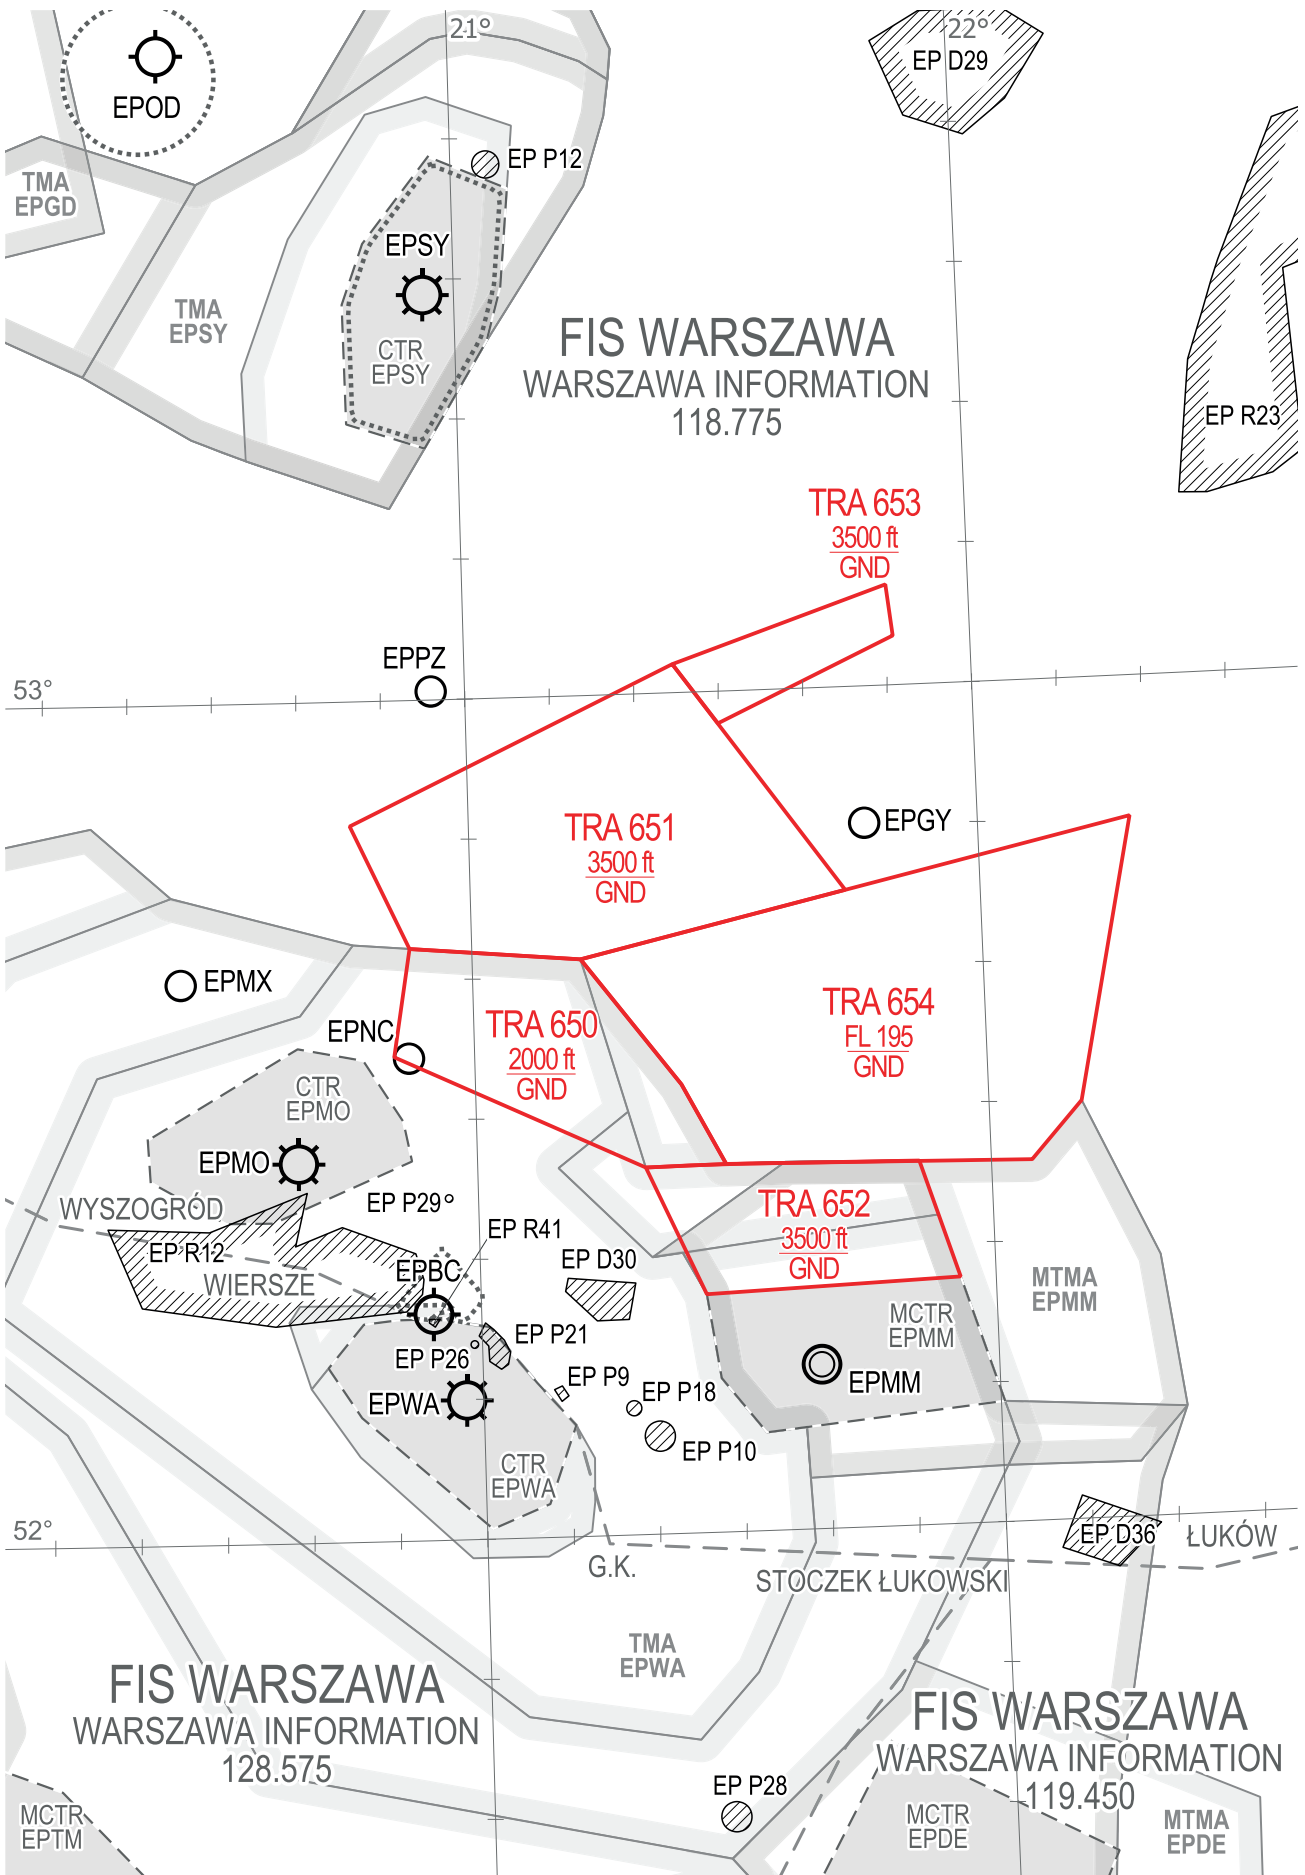 21°
22°
EP D29
EPOD
EP P12
TMA
EPGD
EPSY
TMA
EPSY
CTR
EPSY
FIS WARSZAWA
WARSZAWA INFORMATION
118.775
EP R23
TRA 653
3500 ft
GND
EPPZ
53°
TRA 651
3500 ft
GND
EPGY
EPMX
EPNC
TRA 650
2000 ft
GND
TRA 654
FL 195
GND
CTR
EPMO
EPMO
WYSZOGRÓD
EP P29
EP R41
EP R12
WIERSZE
EPBC
EP D30
TRA 652
3500 ft
GND
MTMA
EPMM
MCTR
EPMM
EP P21
EP P26
EP P9
EPMM
EPWA
EP P18
EP P10
CTR
EPWA
52°
EP D36
ŁUKÓW
G.K.
STOCZEK ŁUKOWSKI
TMA
EPWA
FIS WARSZAWA
WARSZAWA INFORMATION
128.575
FIS WARSZAWA
WARSZAWA INFORMATION
119.450
EP P28
MCTR
EPTM
MCTR
EPDE
MTMA
EPDE